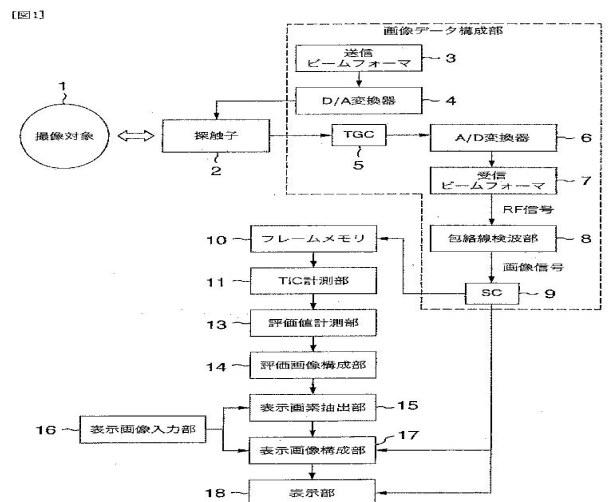 [図1]
画像データ構成部
送信
ビームフォーマ
3
1
D/A変換器
4
撮像対象
探触子
2
TGC
5
A/D変換器
6
受信
ビームフォーマ
7
RF信号
10
フレームメモリ
包絡線検波部
8
画像信号
11
TIC計測部
SC
9
13
評価値計測部
14
評価画像構成部
表示画素抽出部
15
16
表示画像入力部
17
表示画像構成部
18
表示部